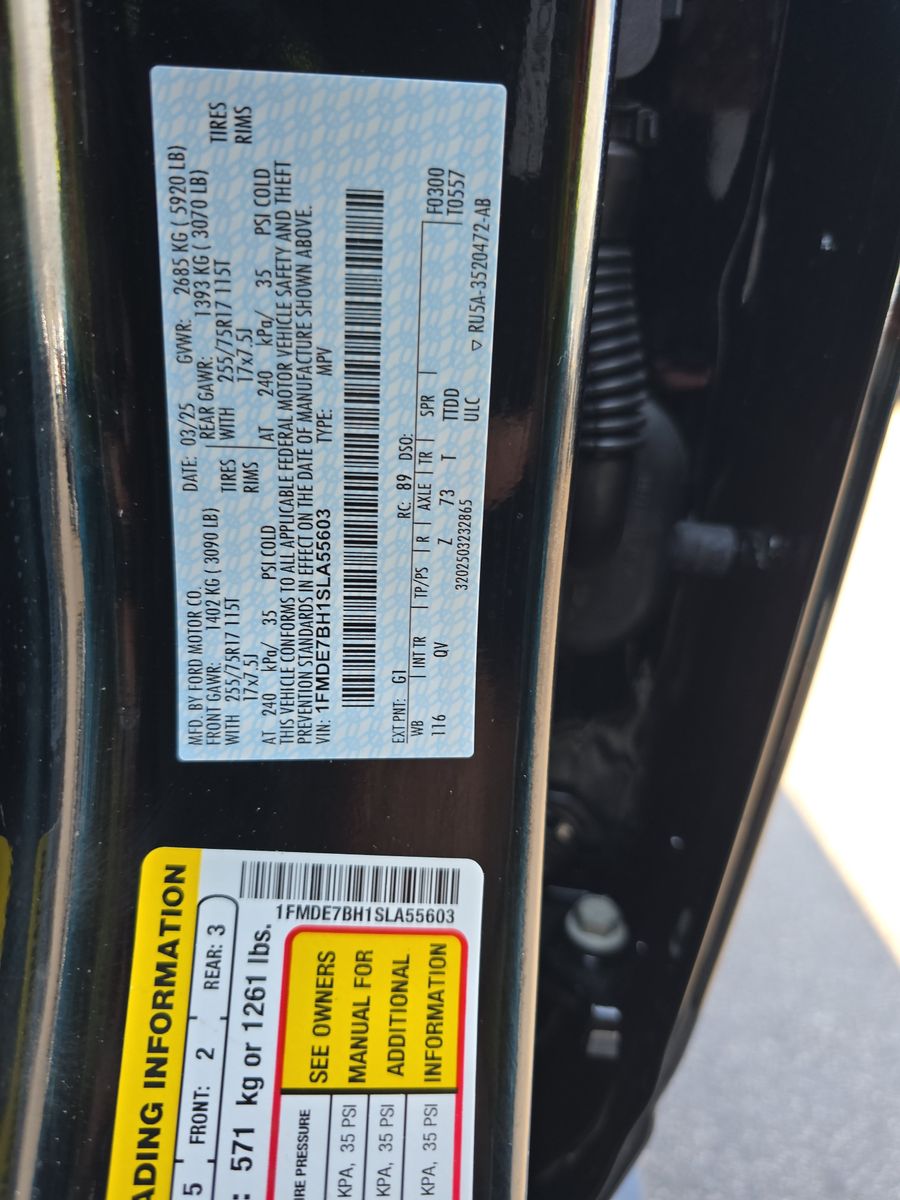 MFD. BY FORD MOTOR CO. DATE: 03/25 GVWR: 2685 KG ( 5920 LB)
FRONT GAWR: 1402 KG ( 3090 LB) REAR GAWR: 1393 KG ( 3070 LB)
WITH 255/75R17 115T TIRES WITH 255/75R17 115T TIRES
17x7.5J RIMS 17x7.5J RIMS
AT 240 kPa/ 35 PSI COLD AT 240 kPa/ 35 PSI COLD
THIS VEHICLE CONFORMS TO ALL APPLICABLE FEDERAL MOTOR VEHICLE SAFETY AND THEFT
PREVENTION STANDARDS IN EFFECT ON THE DATE OF MANUFACTURE SHOWN ABOVE.
VIN: 1FMDE7BH1SLA55603 TYPE: MPV
EXT PNT: G1 RC: 89 DSO: F0300
WB INT TR TP/PS R AXLE TR SPR T0557
116 QV Z 73 T TTDD
3202503232865 ULC ▽ RU5A-3520472-AB
ADING INFORMATION
5 FRONT: 2 REAR: 3
: 571 kg or 1261 lbs.
1FMDE7BH1SLA55603
IRE PRESSURE
KPA, 35 PSI
KPA, 35 PSI
KPA, 35 PSI
SEE OWNERS
MANUAL FOR
ADDITIONAL
INFORMATION